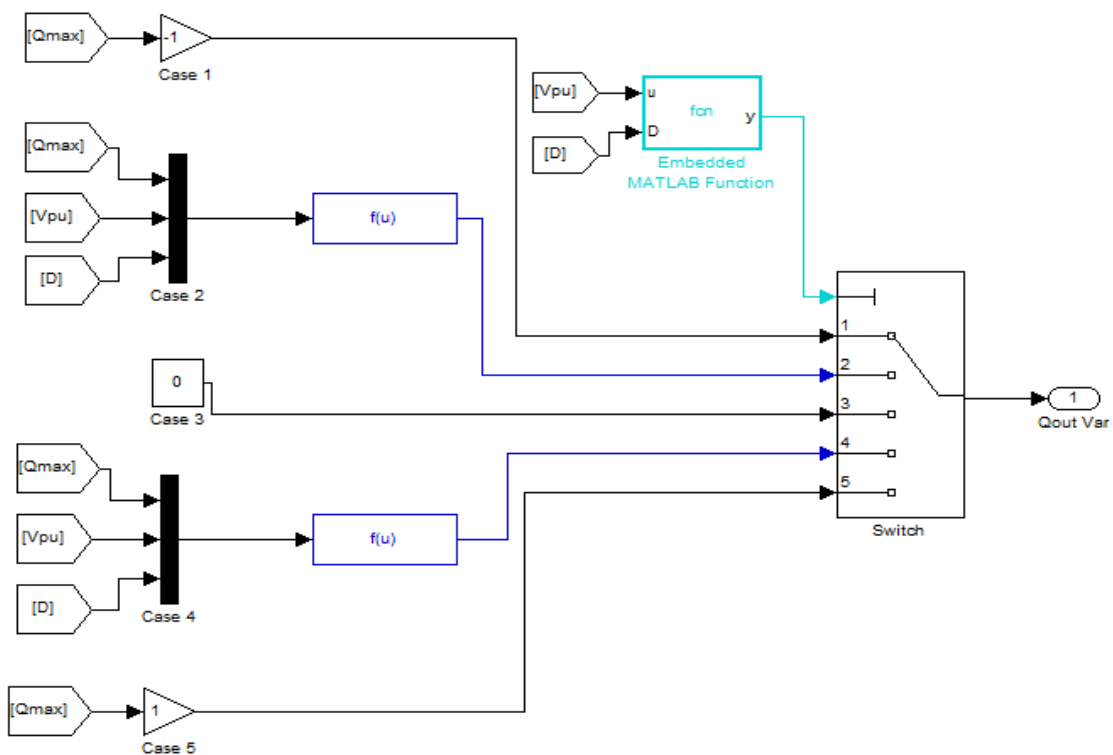 [Qmax]
-1
Case 1
[Vpu]
[D]
u
D
fcn
y
Embedded
MATLAB Function
[Qmax]
[Vpu]
[D]
Case 2
f(u)
0
Case 3
1
2
3
4
5
Switch
1
Qout Var
[Qmax]
[Vpu]
[D]
Case 4
f(u)
[Qmax]
1
Case 5